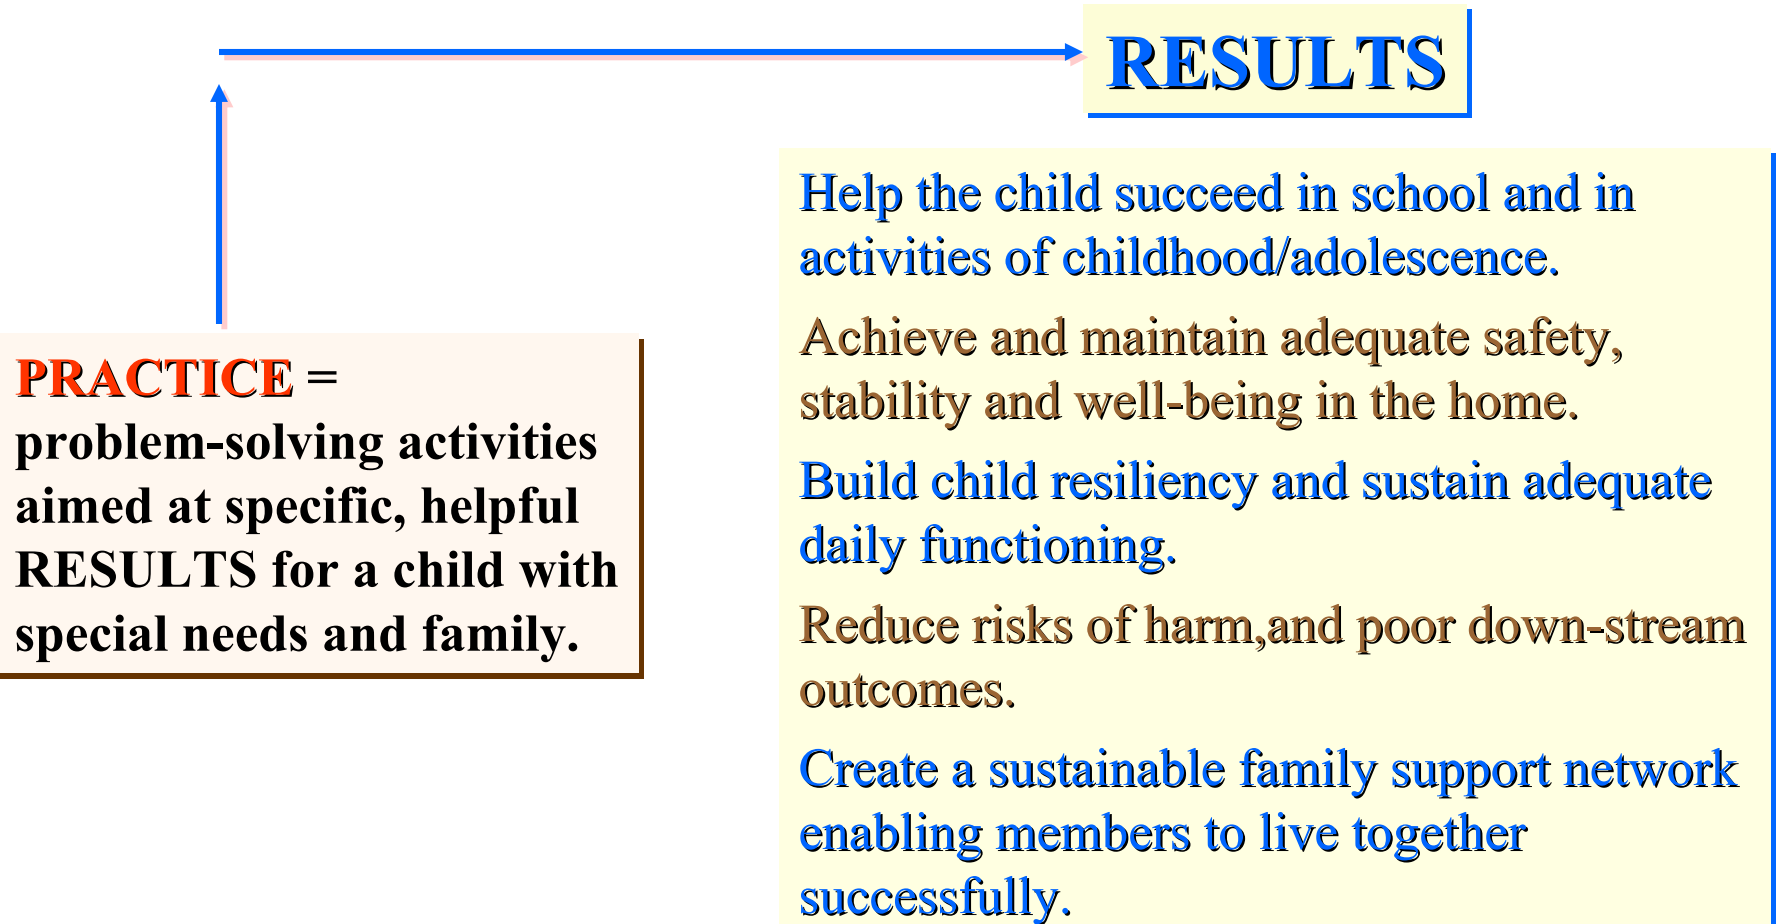 RESULTS
PRACTICE =
problem-solving activities
aimed at specific, helpful
RESULTS for a child with
special needs and family.
Help the child succeed in school and in
activities of childhood/adolescence.
Achieve and maintain adequate safety,
stability and well-being in the home.
Build child resiliency and sustain adequate
daily functioning.
Reduce risks of harm,and poor down-stream
outcomes.
Create a sustainable family support network
enabling members to live together
successfully.